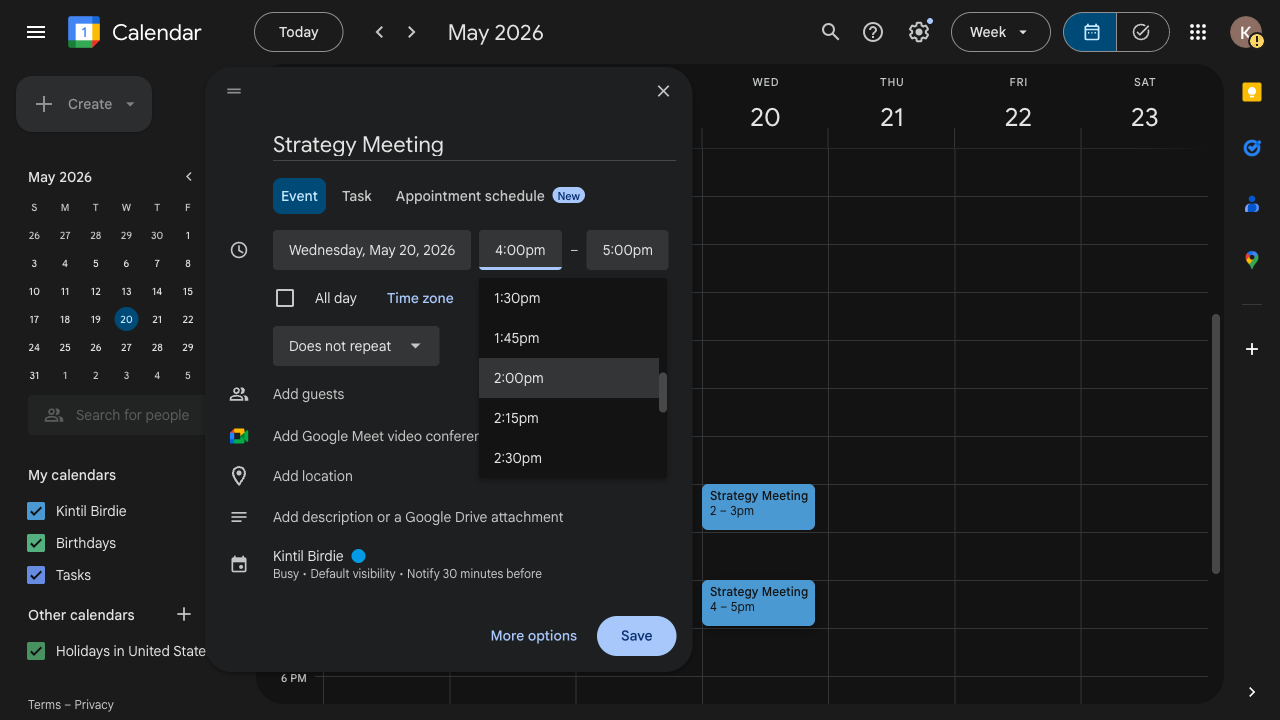 1 Calendar
Today
May 2026
Week
K
Create
May 2026
S M T W T F
26 27 28 29 30 1
3 4 5 6 7 8
10 11 12 13 14 15
17 18 19 20 21 22
24 25 26 27 28 29
31 1 2 3 4 5
Search for people
My calendars
Kintil Birdie
Birthdays
Tasks
Other calendars
Holidays in United State
Terms – Privacy
Strategy Meeting
Event Task Appointment schedule New
Wednesday, May 20, 2026 4:00pm – 5:00pm
All day Time zone
Does not repeat
1:30pm
1:45pm
2:00pm
2:15pm
2:30pm
Add guests
Add Google Meet video conferen
Add location
Add description or a Google Drive attachment
Kintil Birdie
Busy • Default visibility • Notify 30 minutes before
More options Save
WED THU FRI SAT
20 21 22 23
Strategy Meeting
2 – 3pm
Strategy Meeting
4 – 5pm
6 PM